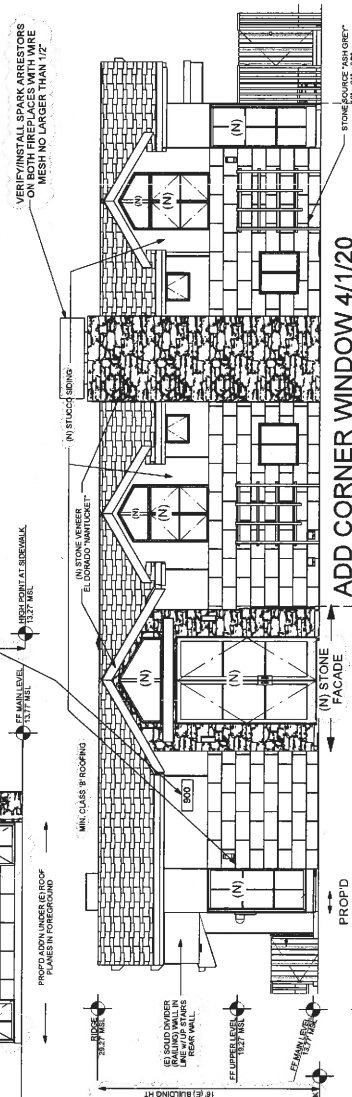 VERIFY/INSTALL SPARK ARRESTORS
ON BOTH FIREPLACES WITH WIRE
MESH NO LARGER THAN 1/2"
HIGH POINT AT SIDEWALK
13.27' MSL
FF MAIN LEVEL
13.77' MSL
PROP'D ADD'N UNDER (E) ROOF
PLANES IN FOREGROUND
(N) STUCCO SIDING
(N) STONE VENEER
EL DORADO "NANTUCKET"
MIN. CLASS 'B' ROOFING
RIDGE
29.27' MSL
(E) SOLID DIVIDER
(RAILING) WALL IN
LINE w/ UP STAIRS
REAR WALL
FF UPPER LEVEL
19.27' MSL
FF MAIN LEVEL
13.77' MSL
16' (E) BUILDING HT
900
(N)
(N)
(N)
(N)
(N)
(N)
(N)
(N)
(N)
PROP'D
(N) STONE
FACADE
ADD CORNER WINDOW 4/1/20
STONE SOURCE "ASH GREY"